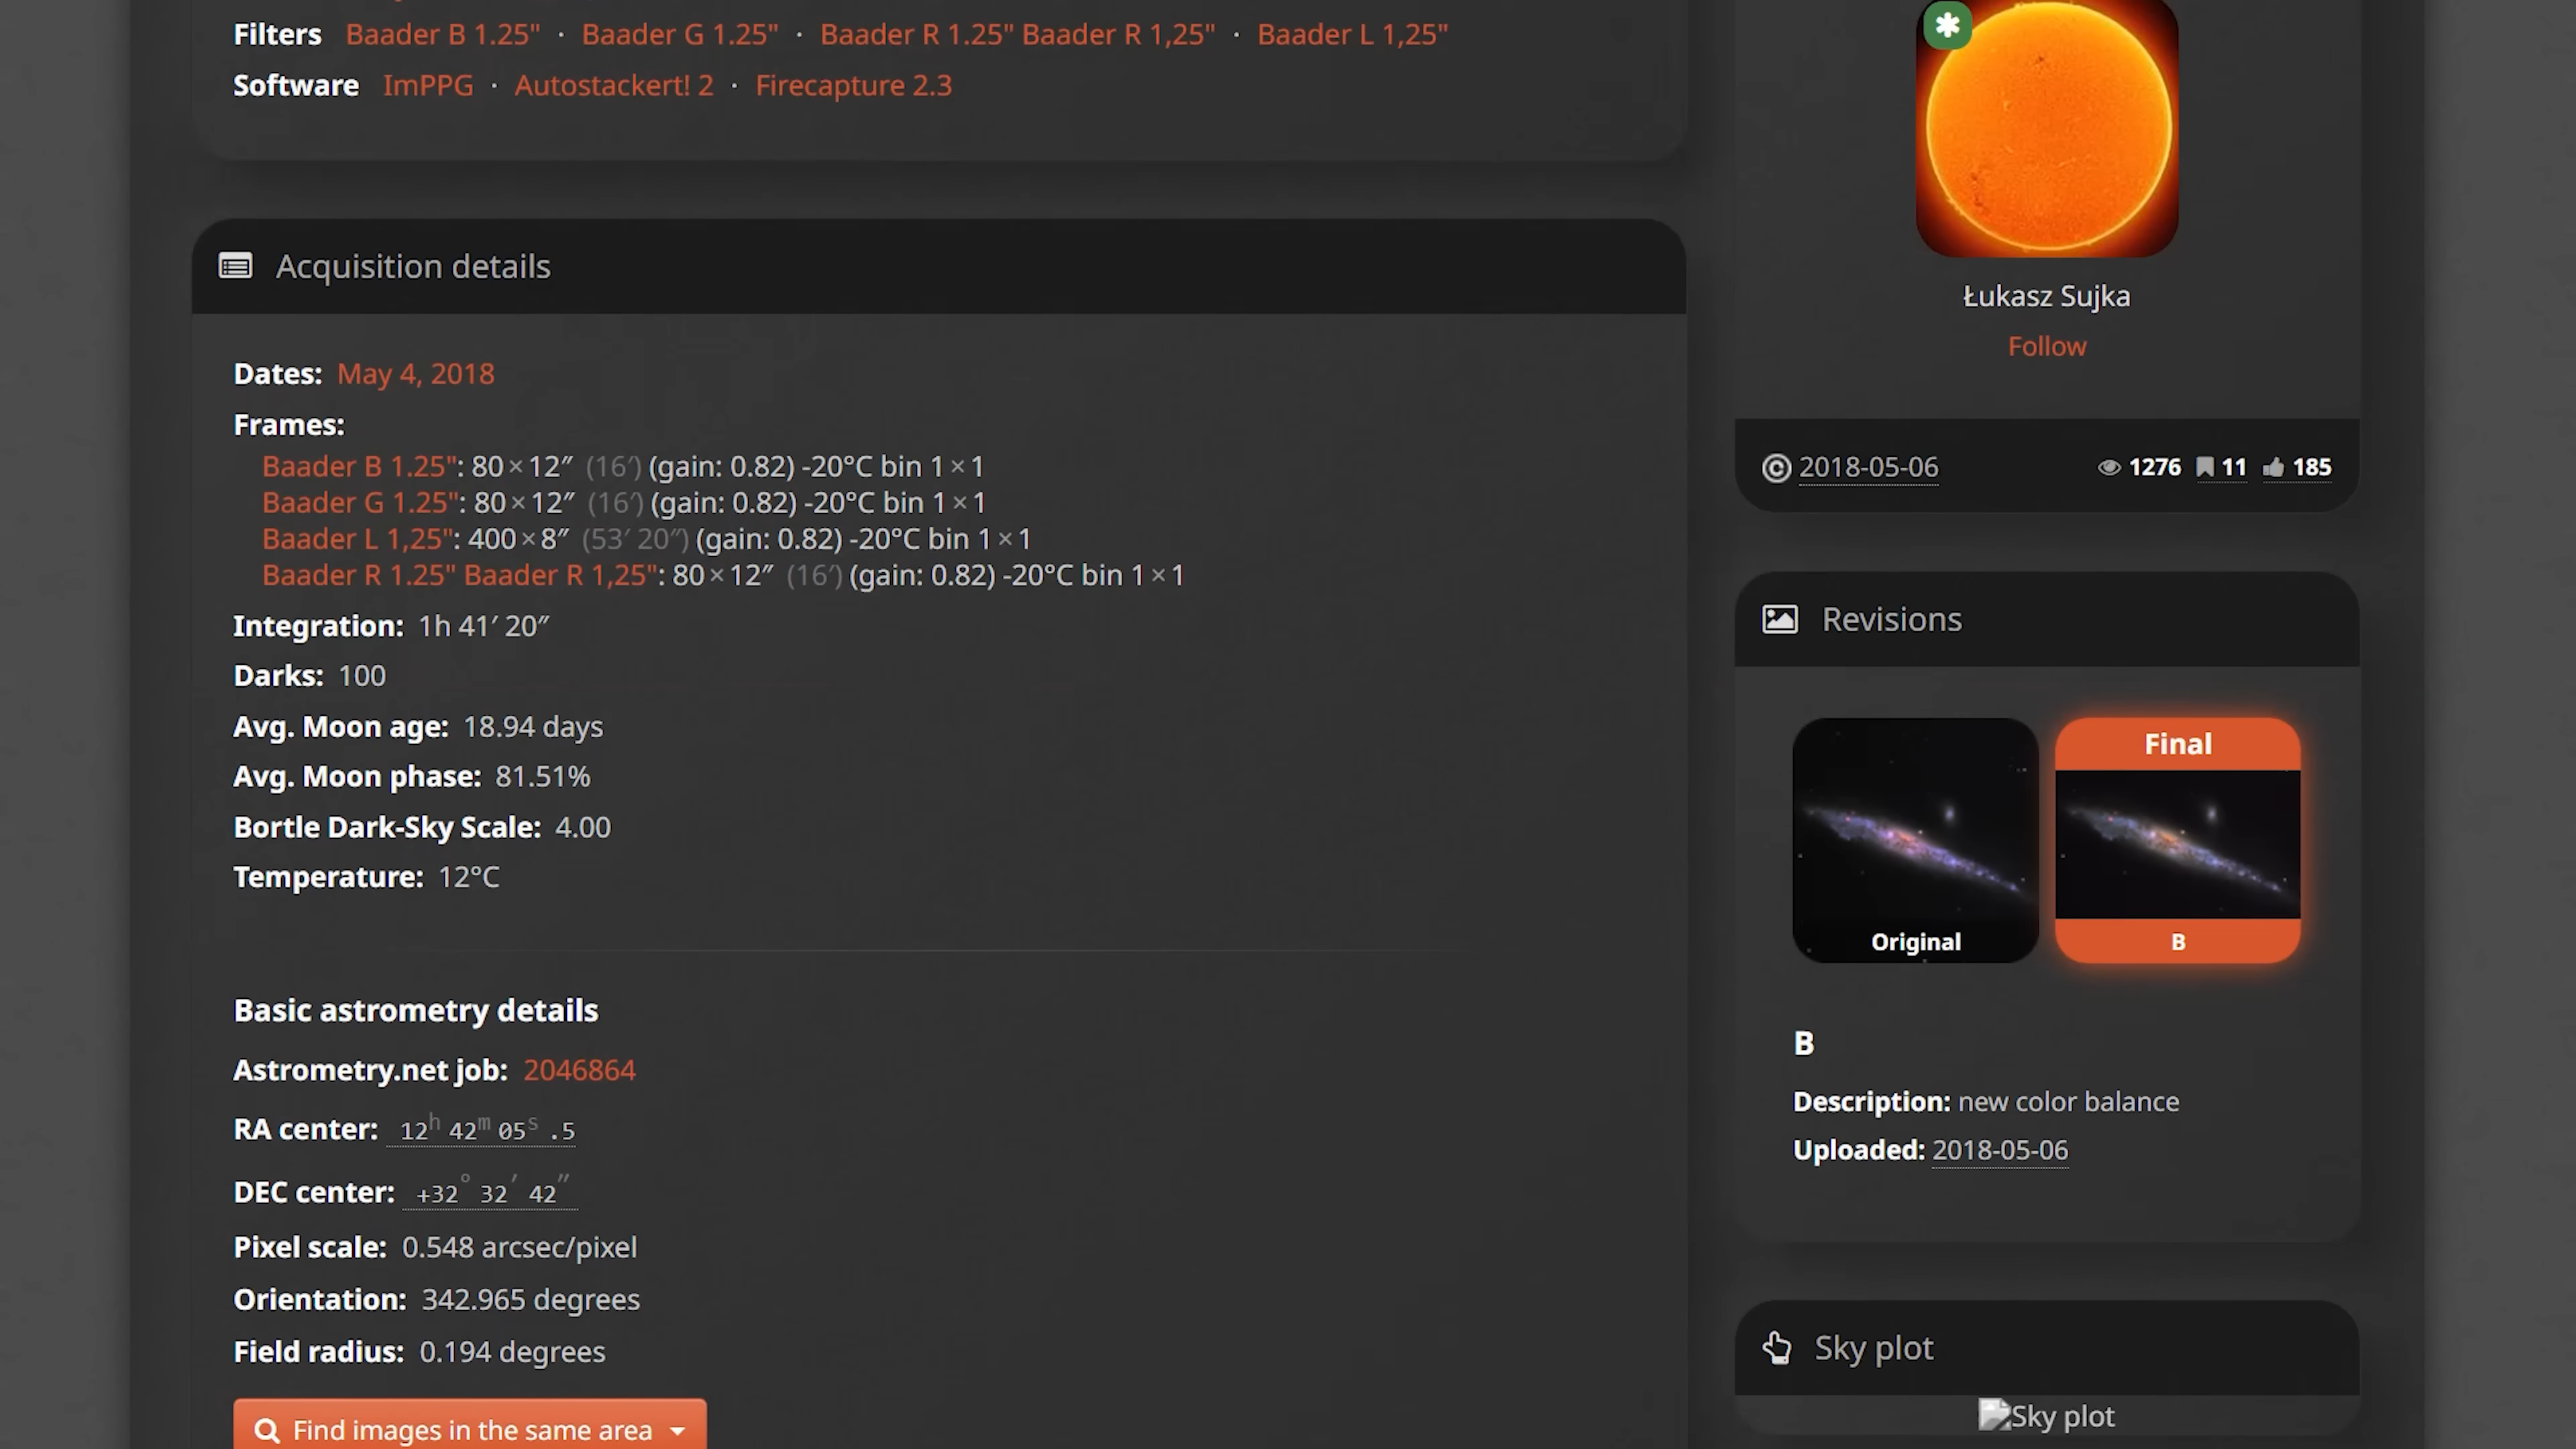 Filters Baader B 1.25" · Baader G 1.25" · Baader R 1.25" Baader R 1,25" · Baader L 1,25"
Software ImPPG · Autostackert! 2 · Firecapture 2.3
Acquisition details
Dates: May 4, 2018
Frames:
Baader B 1.25": 80×12″ (16′) (gain: 0.82) -20°C bin 1×1
Baader G 1.25": 80×12″ (16′) (gain: 0.82) -20°C bin 1×1
Baader L 1,25": 400×8″ (53′ 20″) (gain: 0.82) -20°C bin 1×1
Baader R 1.25" Baader R 1,25": 80×12″ (16′) (gain: 0.82) -20°C bin 1×1
Integration: 1h 41′ 20″
Darks: 100
Avg. Moon age: 18.94 days
Avg. Moon phase: 81.51%
Bortle Dark-Sky Scale: 4.00
Temperature: 12°C
Basic astrometry details
Astrometry.net job: 2046864
RA center: 12h 42m 05s .5
DEC center: +32° 32′ 42″
Pixel scale: 0.548 arcsec/pixel
Orientation: 342.965 degrees
Field radius: 0.194 degrees
Find images in the same area
Łukasz Sujka
Follow
© 2018-05-06 1276 11 185
Revisions
Final
Original B
B
Description: new color balance
Uploaded: 2018-05-06
Sky plot
Sky plot